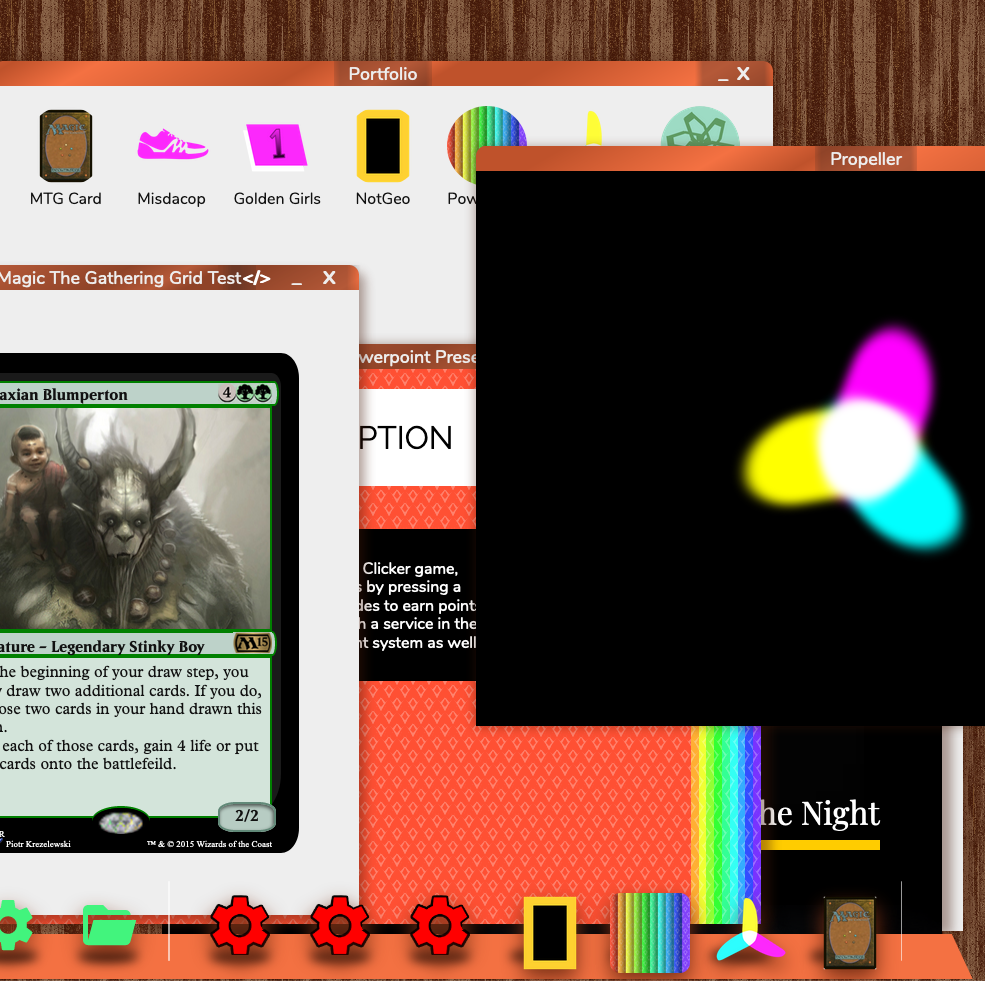 Portfolio
_ X
MTG Card
Misdacop
Golden Girls
NotGeo
Pow
1
Propeller
Magic The Gathering Grid Test</>
_ X
werpoint Prese
PTION
axian Blumperton
4
ature ~ Legendary Stinky Boy
M15
he beginning of your draw step, you
draw two additional cards. If you do,
ose two cards in your hand drawn this
n.
each of those cards, gain 4 life or put
cards onto the battlefeild.
2/2
R
Piotr Krezelewski
™ & © 2015 Wizards of the Coast
Clicker game,
s by pressing a
des to earn points
h a service in the
nt system as well
he Night